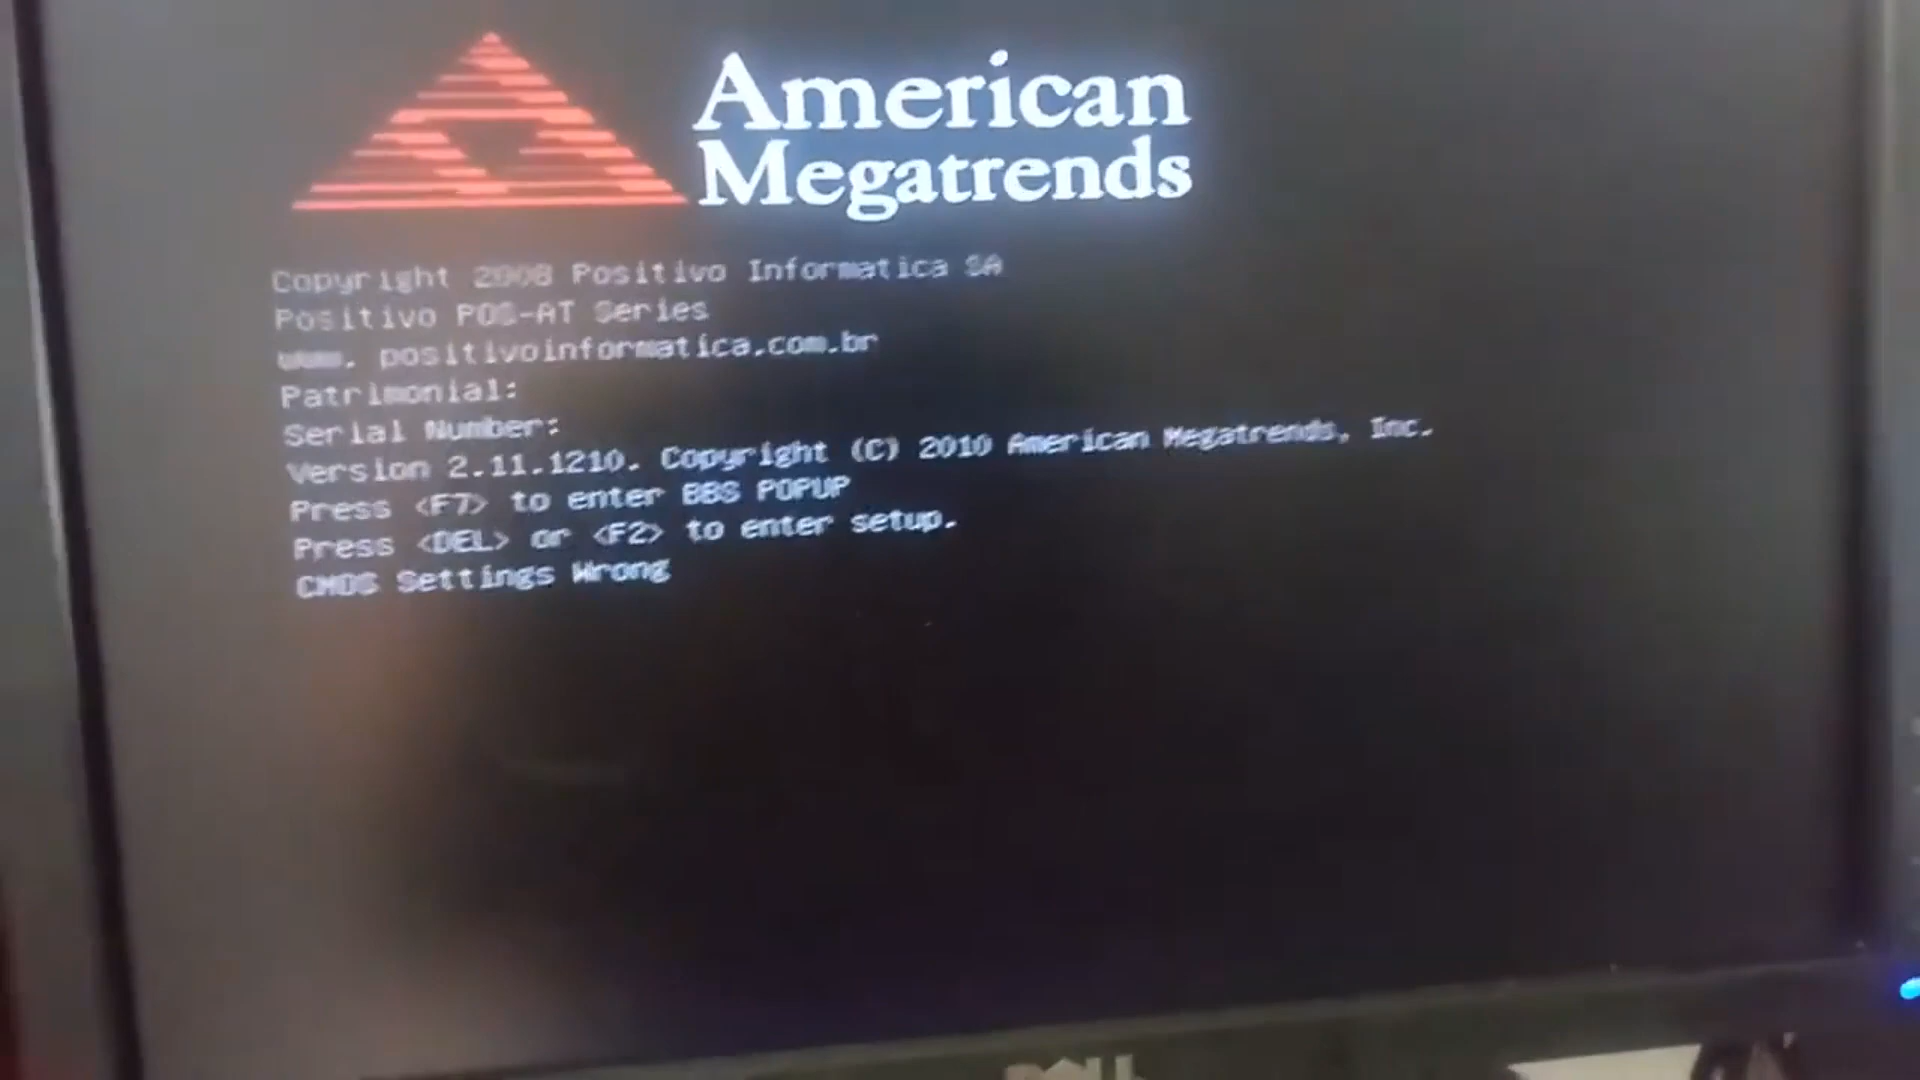 American
Megatrends
Copyright 2008 Positivo Informatica SA
Positivo POS-AT Series
www. positivoinformatica.com.br
Patrimonial:
Serial Number:
Version 2.11.1210. Copyright (C) 2010 American Megatrends, Inc.
Press <F7> to enter BBS POPUP
Press <DEL> or <F2> to enter setup.
CMOS Settings Wrong
DELL